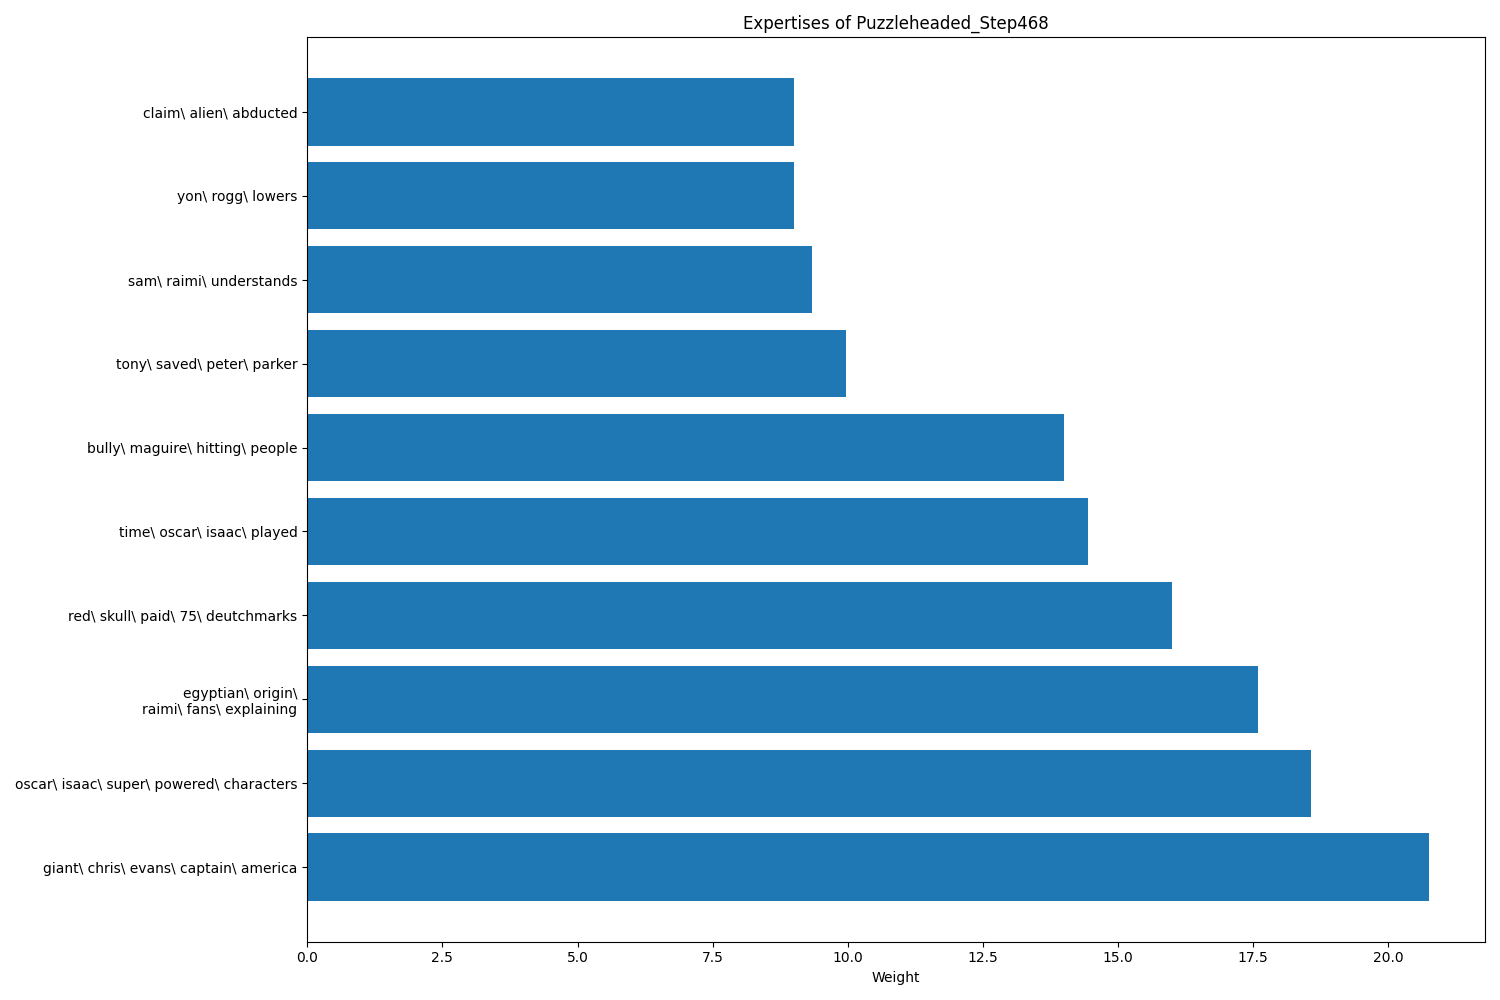 Expertises of Puzzleheaded_Step468
claim\ alien\ abducted
yon\ rogg\ lowers
sam\ raimi\ understands
tony\ saved\ peter\ parker
bully\ maguire\ hitting\ people
time\ oscar\ isaac\ played
red\ skull\ paid\ 75\ deutchmarks
egyptian\ origin\
raimi\ fans\ explaining
oscar\ isaac\ super\ powered\ characters
giant\ chris\ evans\ captain\ america
0.0 2.5 5.0 7.5 10.0 12.5 15.0 17.5 20.0
Weight